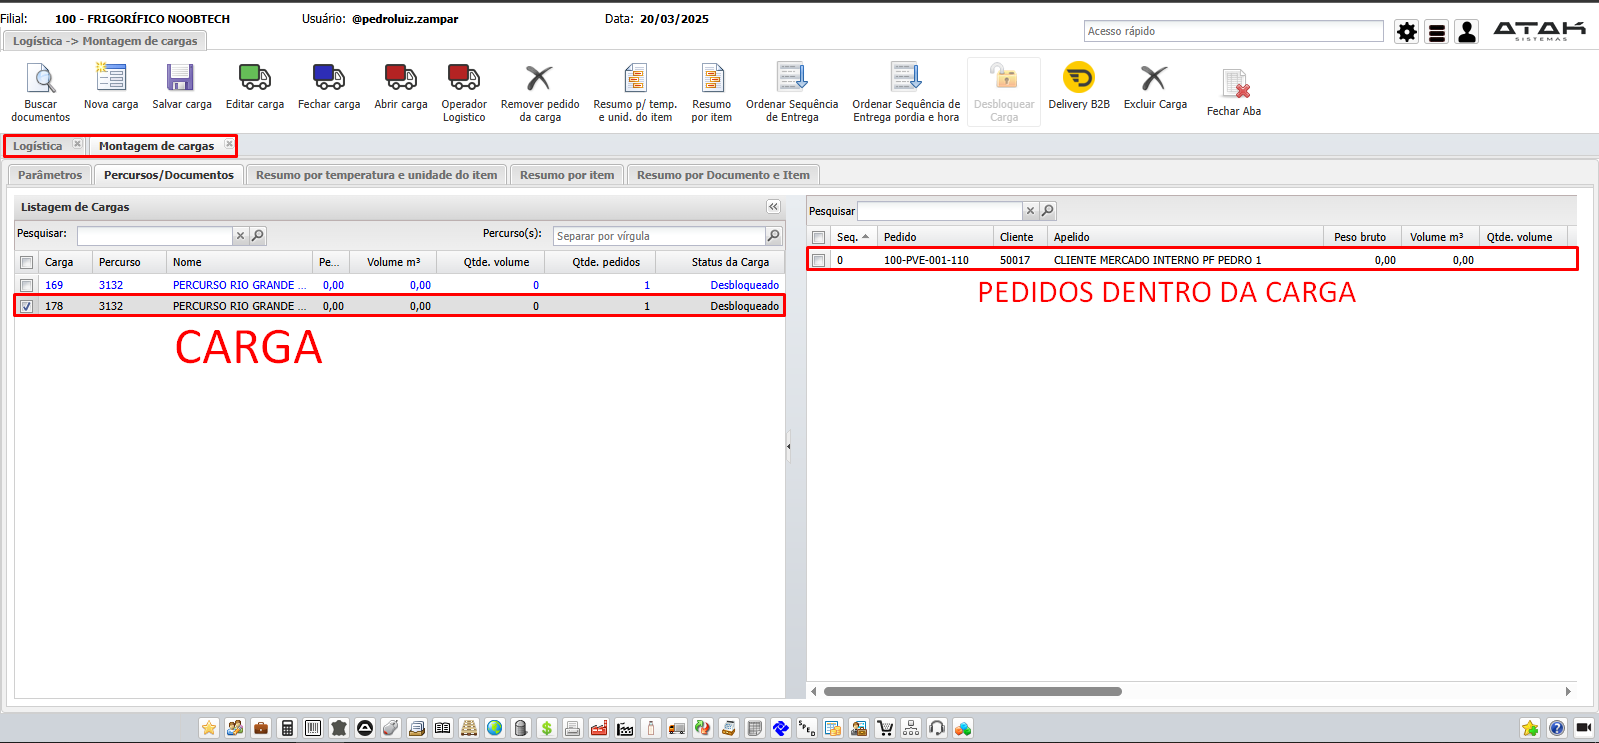 Filial: 100 - FRIGORÍFICO NOOBTECH Usuário: @pedroluiz.zampar Data: 20/03/2025
Acesso rápido
ATAK
SISTEMAS
Logística -> Montagem de cargas
Buscar documentos
Nova carga
Salvar carga
Editar carga
Fechar carga
Abrir carga
Operador Logistico
Remover pedido da carga
Resumo p/ temp. e unid. do item
Resumo por item
Ordenar Sequência de Entrega
Ordenar Sequência de Entrega pordia e hora
Desbloquear Carga
Delivery B2B
Excluir Carga
Fechar Aba
Logística Montagem de cargas
Parâmetros Percursos/Documentos Resumo por temperatura e unidade do item Resumo por item Resumo por Documento e Item
Listagem de Cargas
Pesquisar: Percurso(s): Separar por vírgula
Carga Percurso Nome Pe... Volume m³ Qtde. volume Qtde. pedidos Status da Carga
169 3132 PERCURSO RIO GRANDE ... 0,00 0,00 0 1 Desbloqueado
178 3132 PERCURSO RIO GRANDE ... 0,00 0,00 0 1 Desbloqueado
CARGA
Pesquisar
Seq. Pedido Cliente Apelido Peso bruto Volume m³ Qtde. volume
0 100-PVE-001-110 50017 CLIENTE MERCADO INTERNO PF PEDRO 1 0,00 0,00
PEDIDOS DENTRO DA CARGA
SPED